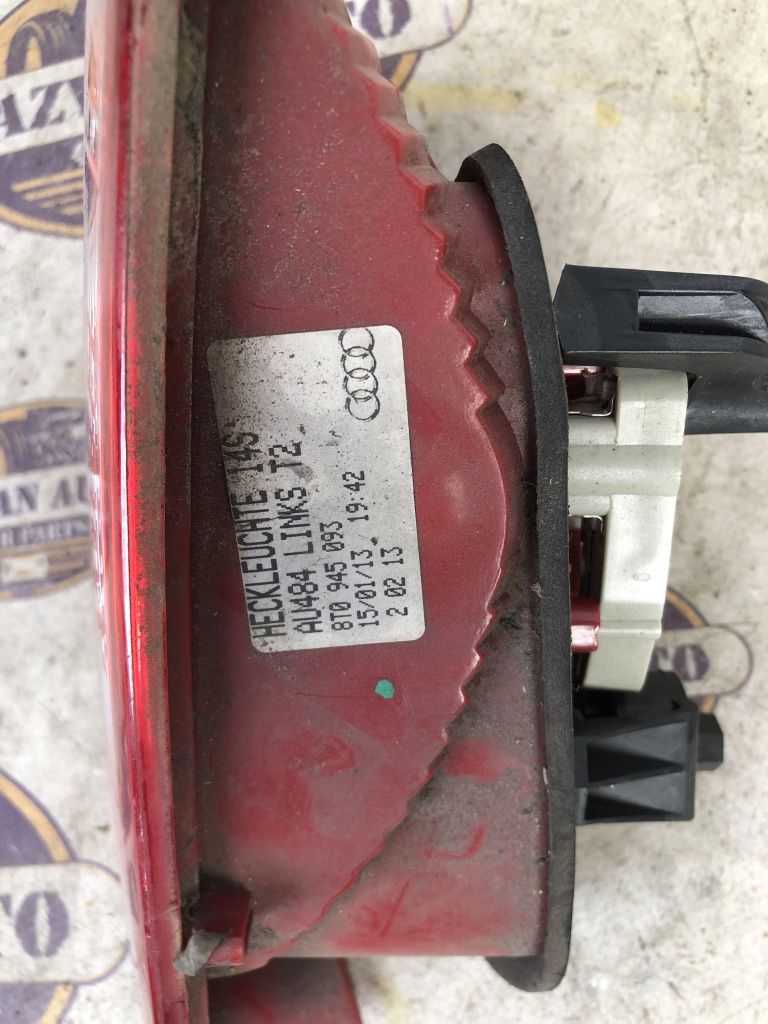 HECKLEUCHTE 14S
AU484 LINKS T2
8T0 945 093
15/01/13 19:42
2 02 13